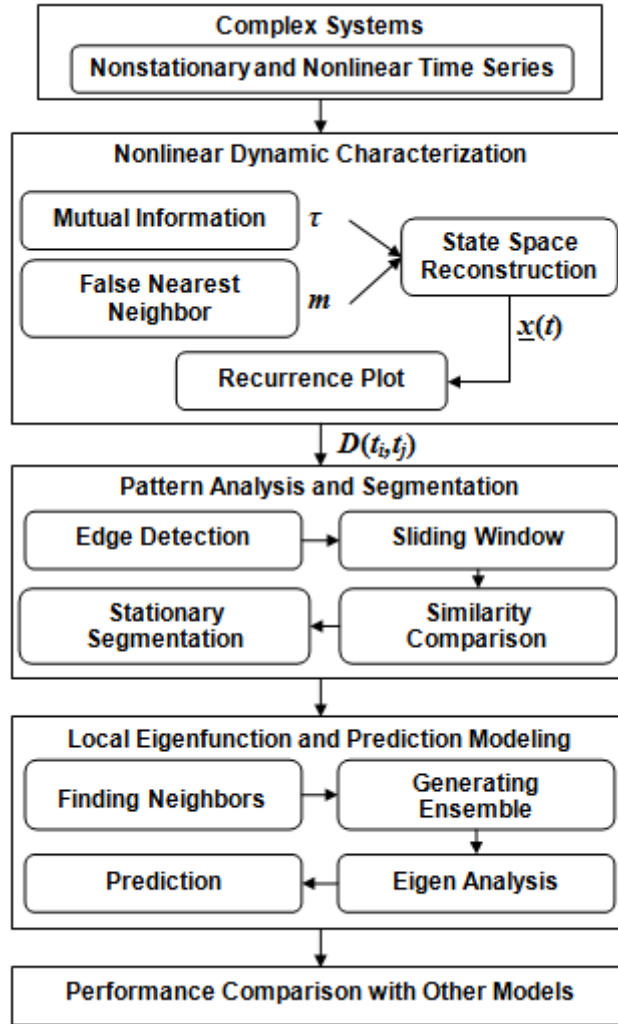 Complex Systems
Nonstationary and Nonlinear Time Series
Nonlinear Dynamic Characterization
Mutual Information
τ
State Space
Reconstruction
False Nearest
Neighbor
m
x(t)
Recurrence Plot
D(ti,tj)
Pattern Analysis and Segmentation
Edge Detection
Sliding Window
Stationary
Segmentation
Similarity
Comparison
Local Eigenfunction and Prediction Modeling
Finding Neighbors
Generating
Ensemble
Prediction
Eigen Analysis
Performance Comparison with Other Models